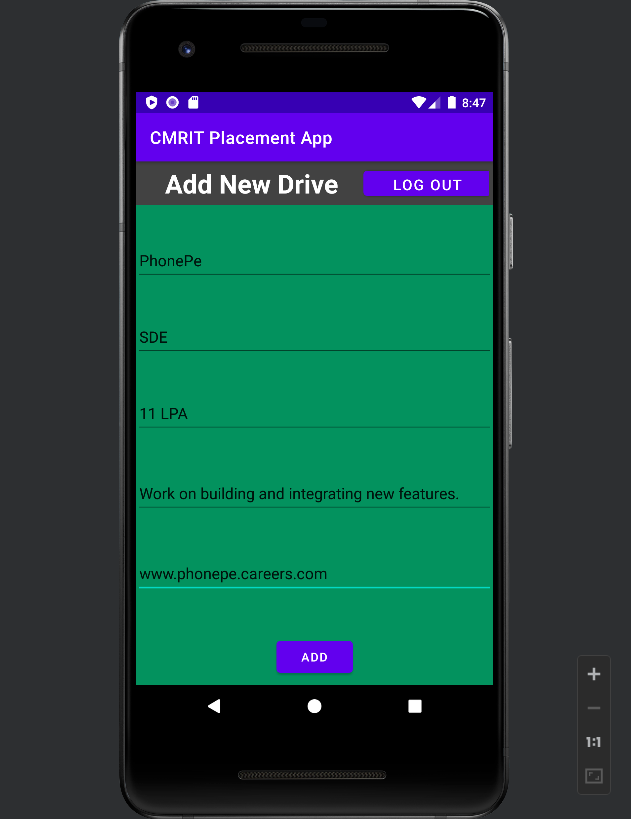 8:47
CMRIT Placement App
Add New Drive
LOG OUT
PhonePe
SDE
11 LPA
Work on building and integrating new features.
www.phonepe.careers.com
ADD
1:1